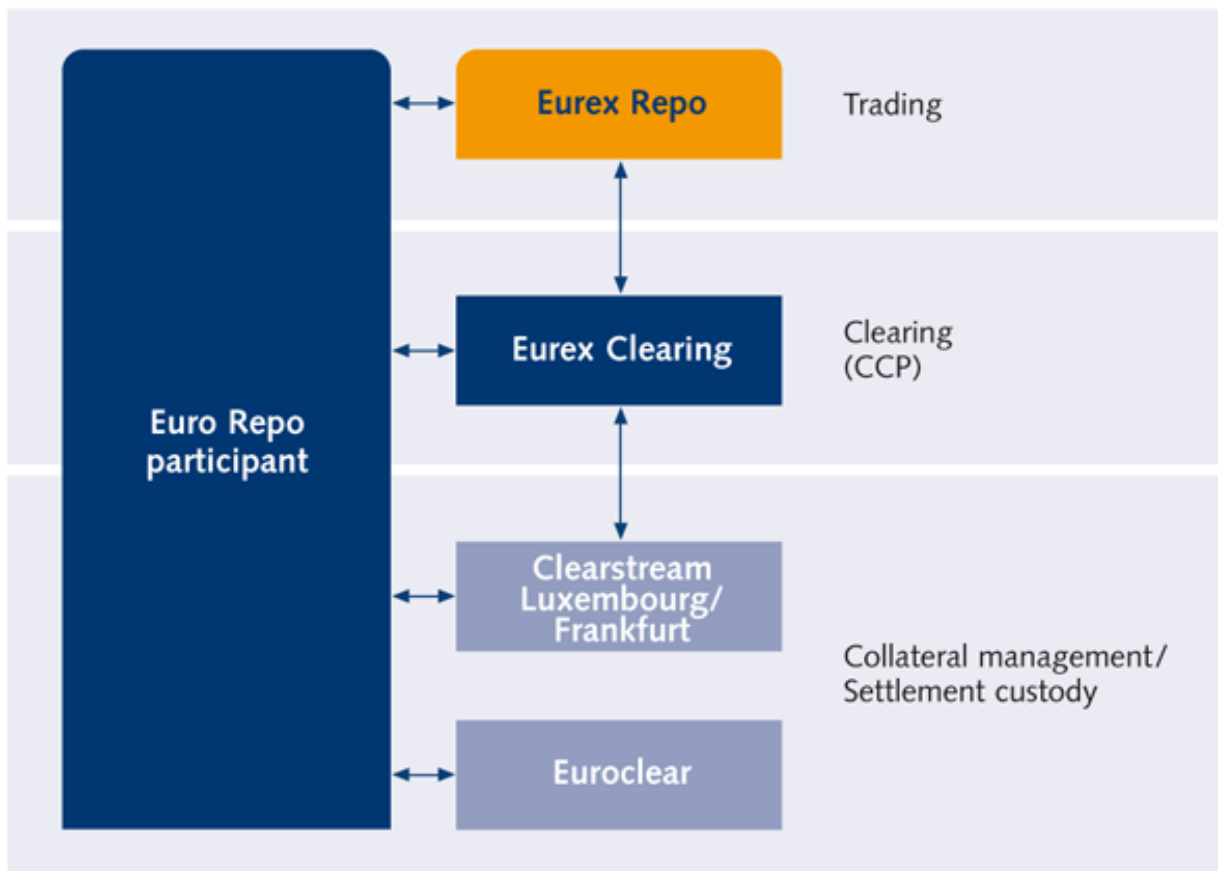 Eurex Repo
Trading
Eurex Clearing
Clearing
(CCP)
Euro Repo
participant
Clearstream
Luxembourg/
Frankfurt
Collateral management/
Settlement custody
Euroclear